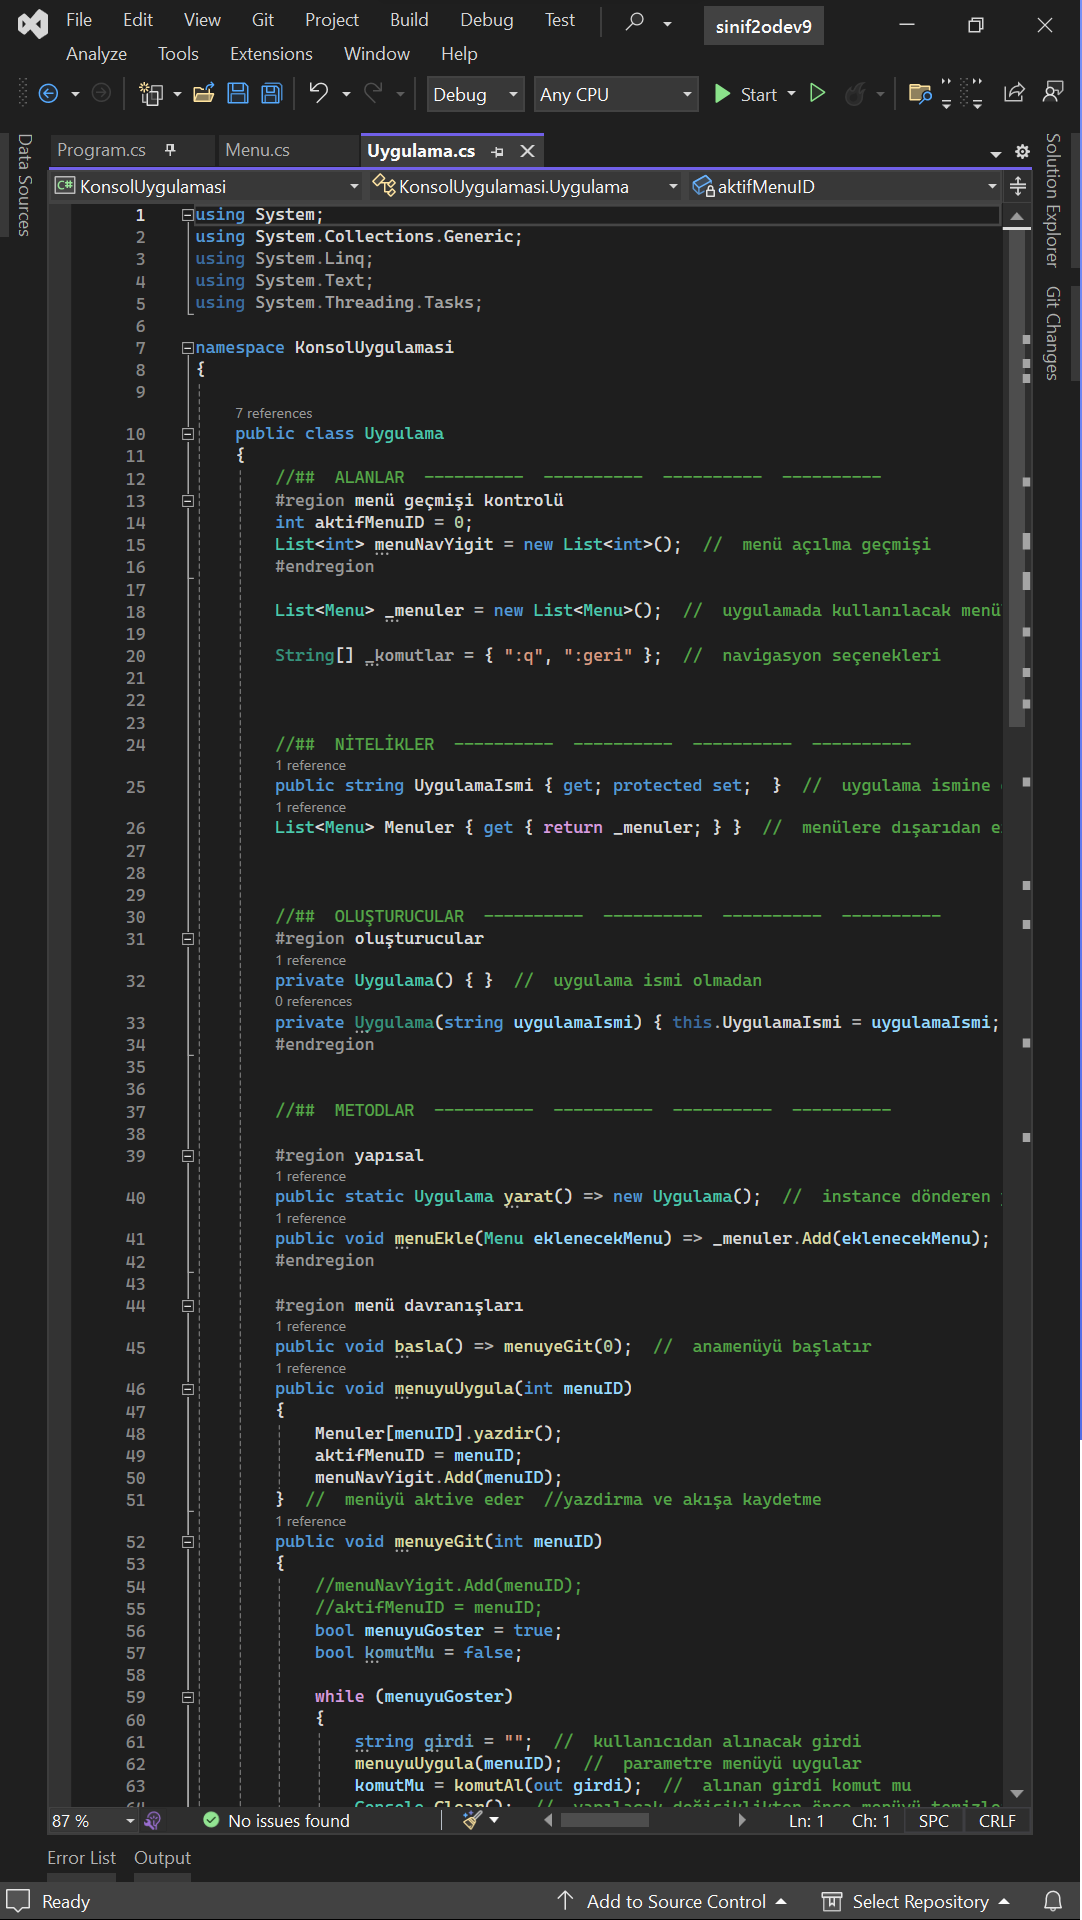 File Edit View Git Project Build Debug Test sinif2odev9
Analyze Tools Extensions Window Help
Debug Any CPU Start
Data Sources
Program.cs Menu.cs Uygulama.cs
C# KonsolUygulamasi KonsolUygulamasi.Uygulama aktifMenuID
Solution Explorer
Git Changes
1 using System;
2 using System.Collections.Generic;
3 using System.Linq;
4 using System.Text;
5 using System.Threading.Tasks;
6
7 namespace KonsolUygulamasi
8 {
9
7 references
10 public class Uygulama
11 {
12 //## ALANLAR ---------- ---------- ---------- ----------
13 #region menü geçmişi kontrolü
14 int aktifMenuID = 0;
15 List<int> menuNavYigit = new List<int>(); // menü açılma geçmişi
16 #endregion
17
18 List<Menu> _menuler = new List<Menu>(); // uygulamada kullanılacak menü
19
20 String[] _komutlar = { ":q", ":geri" }; // navigasyon seçenekleri
21
22
23
24 //## NİTELİKLER ---------- ---------- ---------- ----------
1 reference
25 public string UygulamaIsmi { get; protected set; } // uygulama ismine
1 reference
26 List<Menu> Menuler { get { return _menuler; } } // menülere dışarıdan
27
28
29
30 //## OLUŞTURUCULAR ---------- ---------- ---------- ----------
31 #region oluşturucular
1 reference
32 private Uygulama() { } // uygulama ismi olmadan
0 references
33 private Uygulama(string uygulamaIsmi) { this.UygulamaIsmi = uygulamaIsmi;
34 #endregion
35
36
37 //## METODLAR ---------- ---------- ---------- ----------
38
39 #region yapısal
1 reference
40 public static Uygulama yarat() => new Uygulama(); // instance dönderen
1 reference
41 public void menuEkle(Menu eklenecekMenu) => _menuler.Add(eklenecekMenu);
42 #endregion
43
44 #region menü davranışları
1 reference
45 public void basla() => menuyeGit(0); // anamenüyü başlatır
1 reference
46 public void menuyuUygula(int menuID)
47 {
48 Menuler[menuID].yazdir();
49 aktifMenuID = menuID;
50 menuNavYigit.Add(menuID);
51 } // menüyü aktive eder //yazdirma ve akışa kaydetme
1 reference
52 public void menuyeGit(int menuID)
53 {
54 //menuNavYigit.Add(menuID);
55 //aktifMenuID = menuID;
56 bool menuyuGoster = true;
57 bool komutMu = false;
58
59 while (menuyuGoster)
60 {
61 string girdi = ""; // kullanıcıdan alınacak girdi
62 menuyuUygula(menuID); // parametre menüyü uygular
63 komutMu = komutAl(out girdi); // alınan girdi komut mu
64 Console.Clear(); // yapılacak değişiklikten önce menüyü temizle
87 % No issues found Ln: 1 Ch: 1 SPC CRLF
Error List Output
Ready Add to Source Control Select Repository